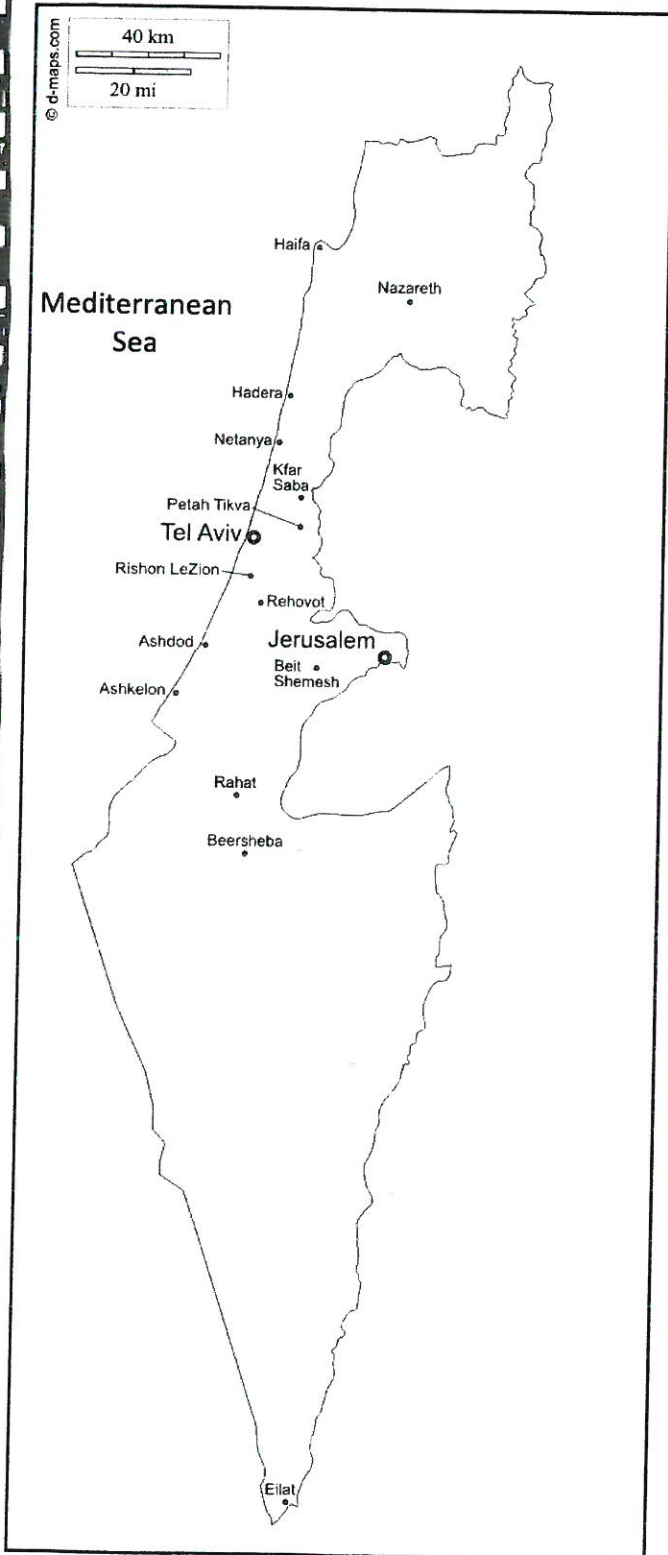 © d-maps.com
40 km
20 mi
Haifa
Nazareth
Mediterranean
Sea
Hadera
Netanya
Kfar
Saba
Petah Tikva
Tel Aviv
Rishon LeZion
Rehovot
Ashdod
Jerusalem
Beit
Shemesh
Ashkelon
Rahat
Beersheba
Eilat